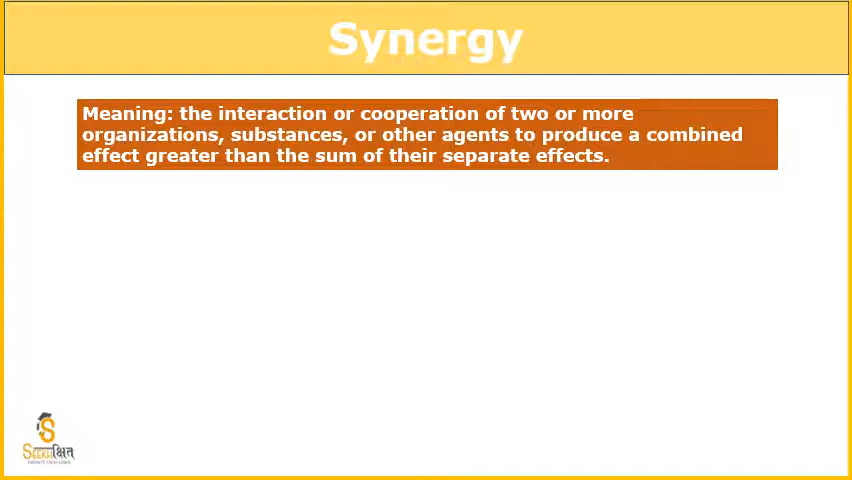 Synergy
Meaning: the interaction or cooperation of two or more
organizations, substances, or other agents to produce a combined
effect greater than the sum of their separate effects.
S
SEEKHक्षित